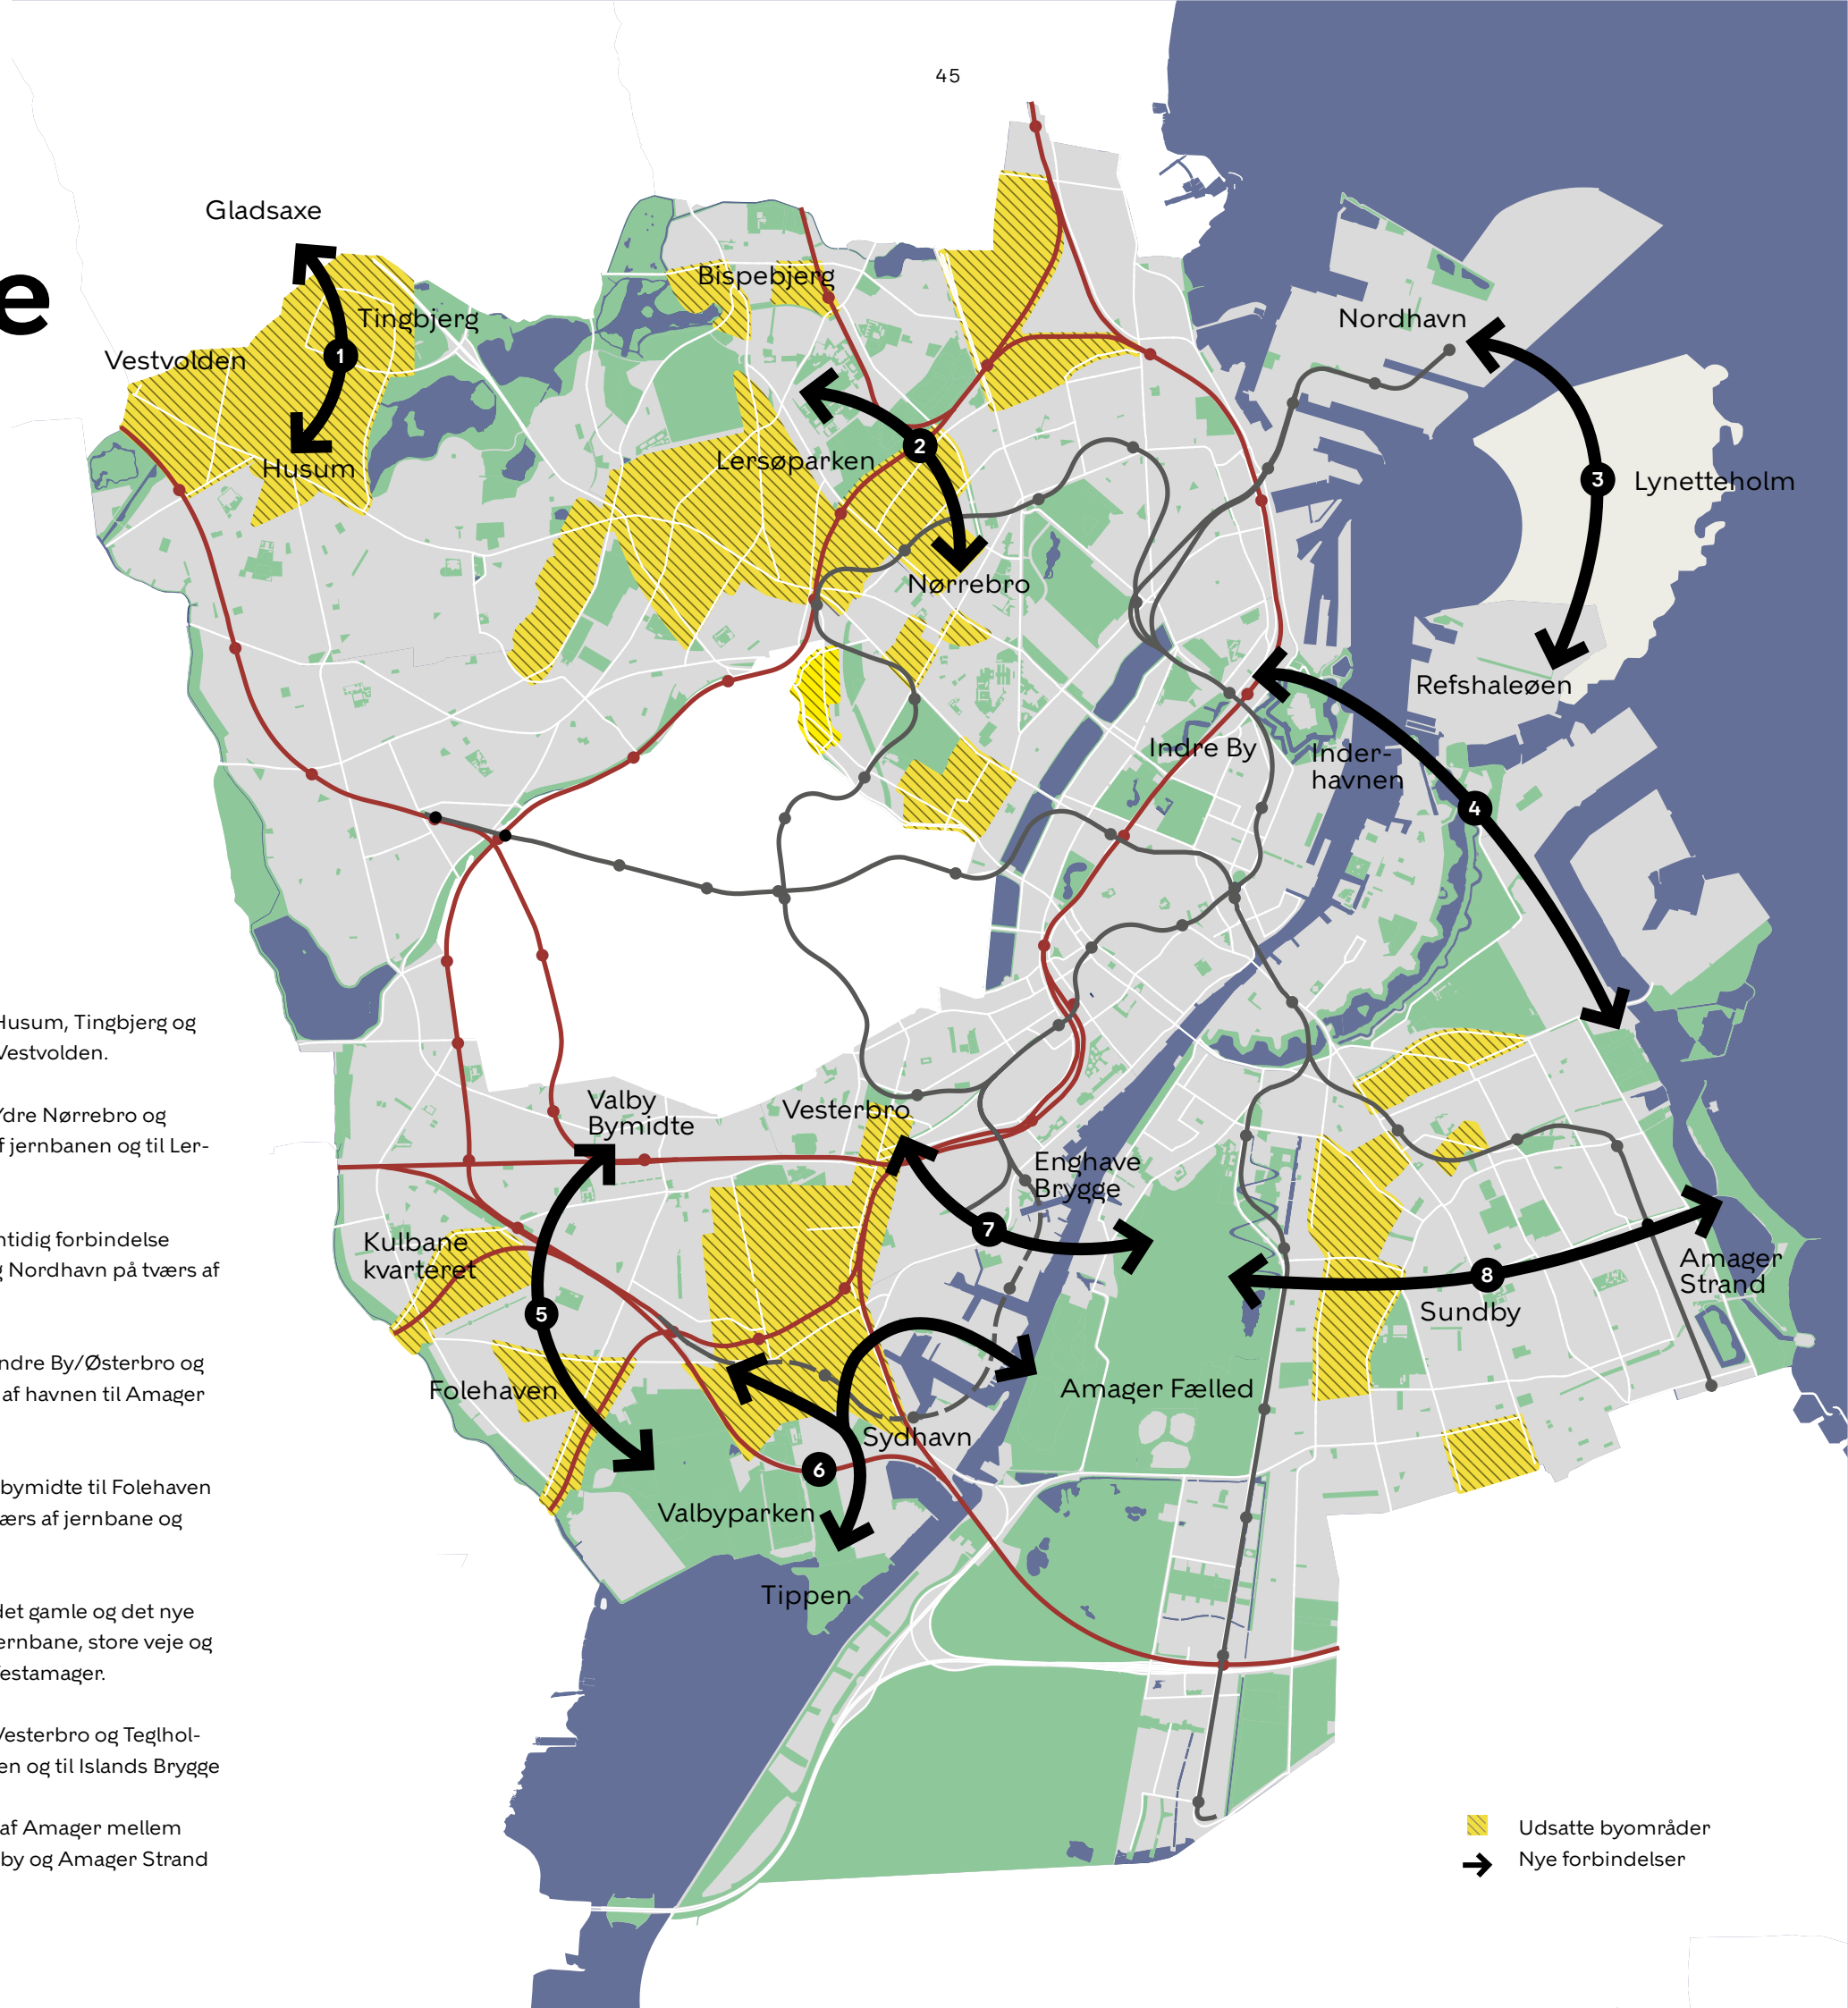 45
e
Gladsaxe
Tingbjerg
Vestvolden
Husum
Bispebjerg
Lersøparken
Nørrebro
Nordhavn
Lynetteholm
Refshaleøen
Indre By
Inder-
havnen
1
2
3
4
Husum, Tingbjerg og
Vestvolden.
Ydre Nørrebro og
f jernbanen og til Ler-
ntidig forbindelse
g Nordhavn på tværs af
ndre By/Østerbro og
af havnen til Amager
bymidte til Folehaven
ærs af jernbane og
det gamle og det nye
ernbane, store veje og
estamager.
Vesterbro og Teglhol-
en og til Islands Brygge
af Amager mellem
by og Amager Strand
Valby
Bymidte
Vesterbro
Enghave
Brygge
Kulbane
kvarteret
5
7
8
Sundby
Amager
Strand
Folehaven
Amager Fælled
Sydhavn
6
Valbyparken
Tippen
Udsatte byområder
Nye forbindelser